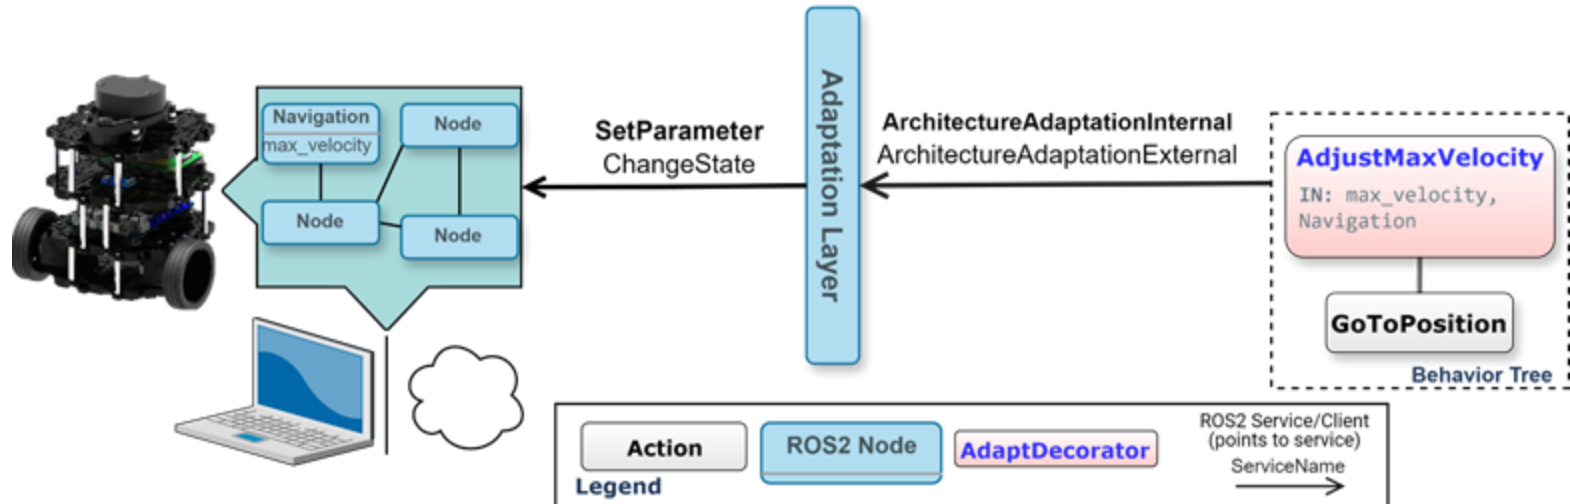 Navigation
max_velocity
Node
Node
Node
SetParameter
ChangeState
Adaptation Layer
ArchitectureAdaptationInternal
ArchitectureAdaptationExternal
AdjustMaxVelocity
IN: max_velocity,
Navigation
GoToPosition
Behavior Tree
Action
ROS2 Node
AdaptDecorator
ROS2 Service/Client
(points to service)
ServiceName
Legend